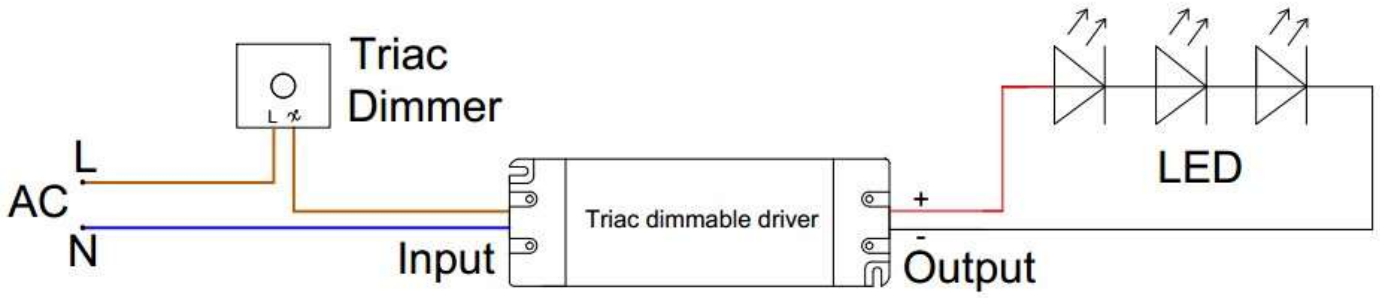 Triac
Dimmer
L
L
AC
N
Input
Triac dimmable driver
+
-
Output
LED